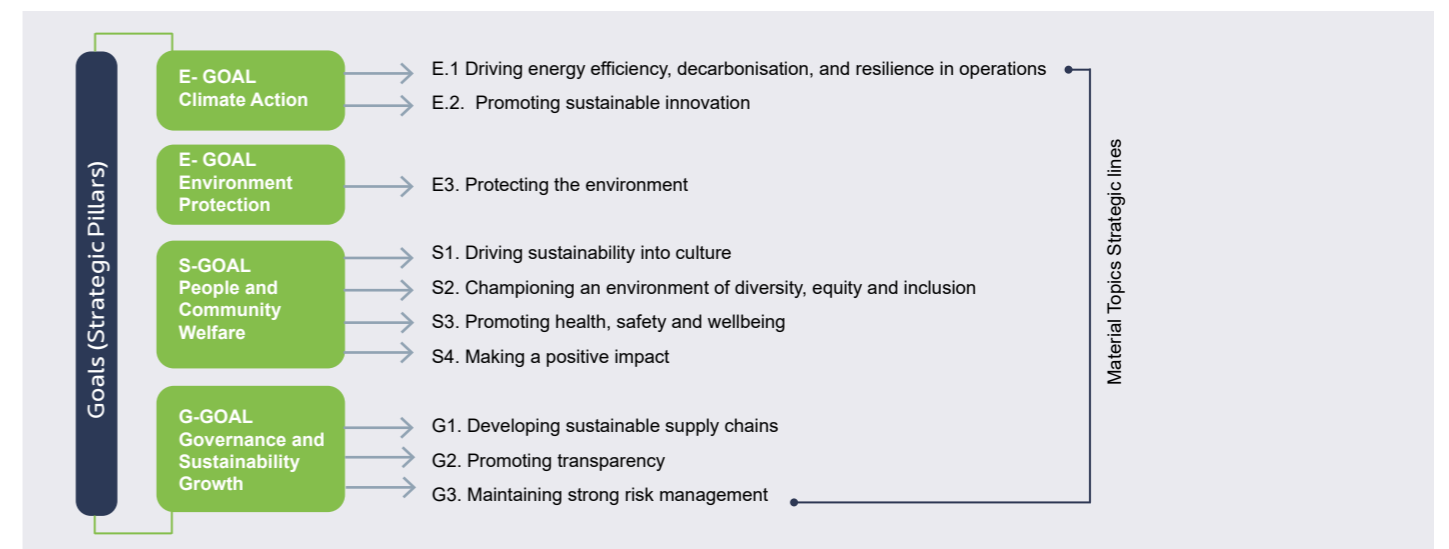 Goals (Strategic Pillars)
E- GOAL
Climate Action
E.1 Driving energy efficiency, decarbonisation, and resilience in operations
E.2. Promoting sustainable innovation
E- GOAL
Environment
Protection
E3. Protecting the environment
S-GOAL
People and
Community
Welfare
S1. Driving sustainability into culture
S2. Championing an environment of diversity, equity and inclusion
S3. Promoting health, safety and wellbeing
S4. Making a positive impact
G-GOAL
Governance and
Sustainability
Growth
G1. Developing sustainable supply chains
G2. Promoting transparency
G3. Maintaining strong risk management
Material Topics Strategic lines